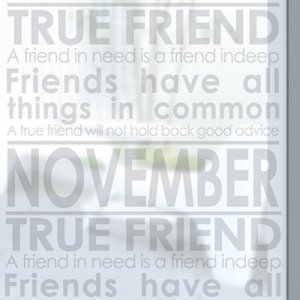 TRUE FRIEND
A friend in need is a friend indeep
Friends have all
things in common
A true friend will not hold back good advice
NOVEMBER
TRUE FRIEND
A friend in need is a friend indeep
Friends have all